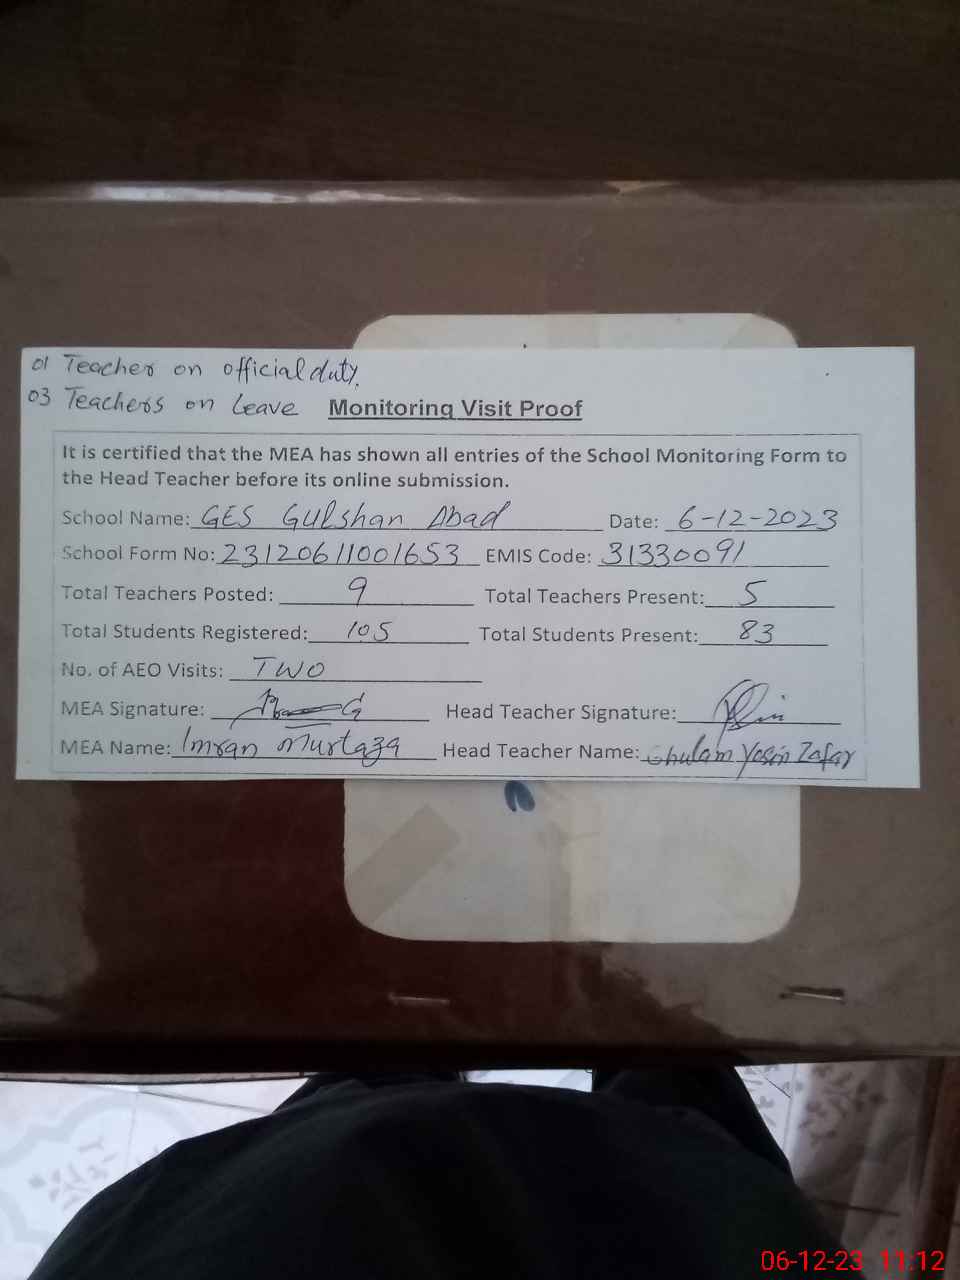 01 Teacher on official duty.
03 Teachers on Leave
Monitoring Visit Proof
It is certified that the MEA has shown all entries of the School Monitoring Form to
the Head Teacher before its online submission.
School Name: GES Gulshan Abad Date: 6-12-2023
School Form No: 23120611001653 EMIS Code: 31330091
Total Teachers Posted: 9 Total Teachers Present: 5
Total Students Registered: 105 Total Students Present: 83
No. of AEO Visits: TWO
MEA Signature: Head Teacher Signature:
MEA Name: Imran Murtaza Head Teacher Name: Ghulam Yasin Zafar
06-12-23 11:12